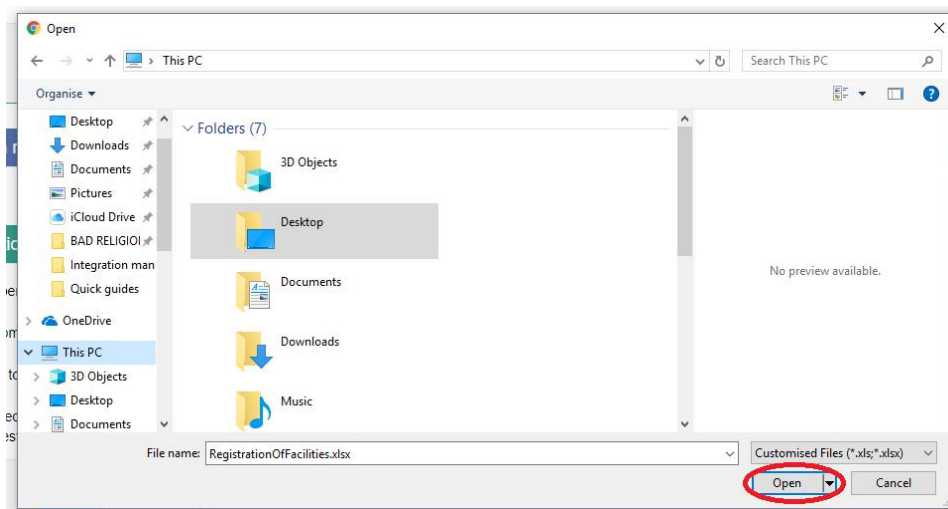 Open
This PC
Search This PC
Organise
Desktop
Downloads
Documents
Pictures
iCloud Drive
BAD RELIGIOI
Integration man
Quick guides
OneDrive
This PC
3D Objects
Desktop
Documents
Folders (7)
3D Objects
Desktop
Documents
Downloads
Music
No preview available.
File name: RegistrationOfFacilities.xlsx
Customised Files (*.xls;*.xlsx)
Open Cancel